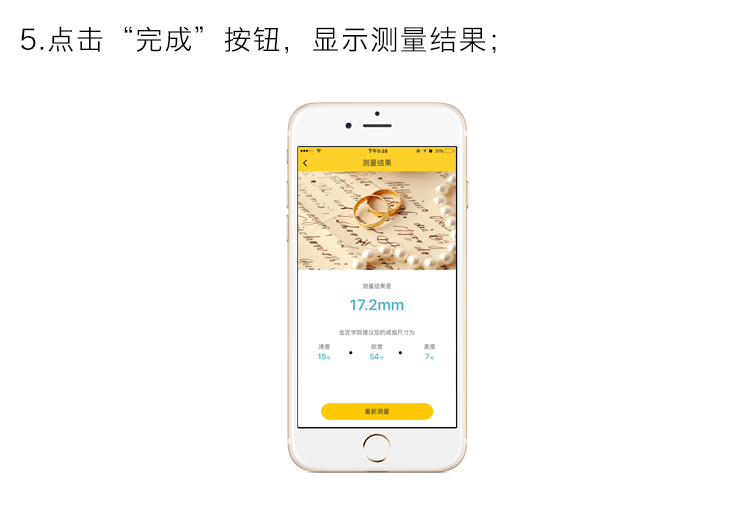 5.点击“完成”按钮，显示测量结果；
下午5:28
31%
测量结果
测量结果是
17.2mm
金匠学院建议您的戒指尺寸为
港度 欧度 美度
15号 54号 7号
重新测量